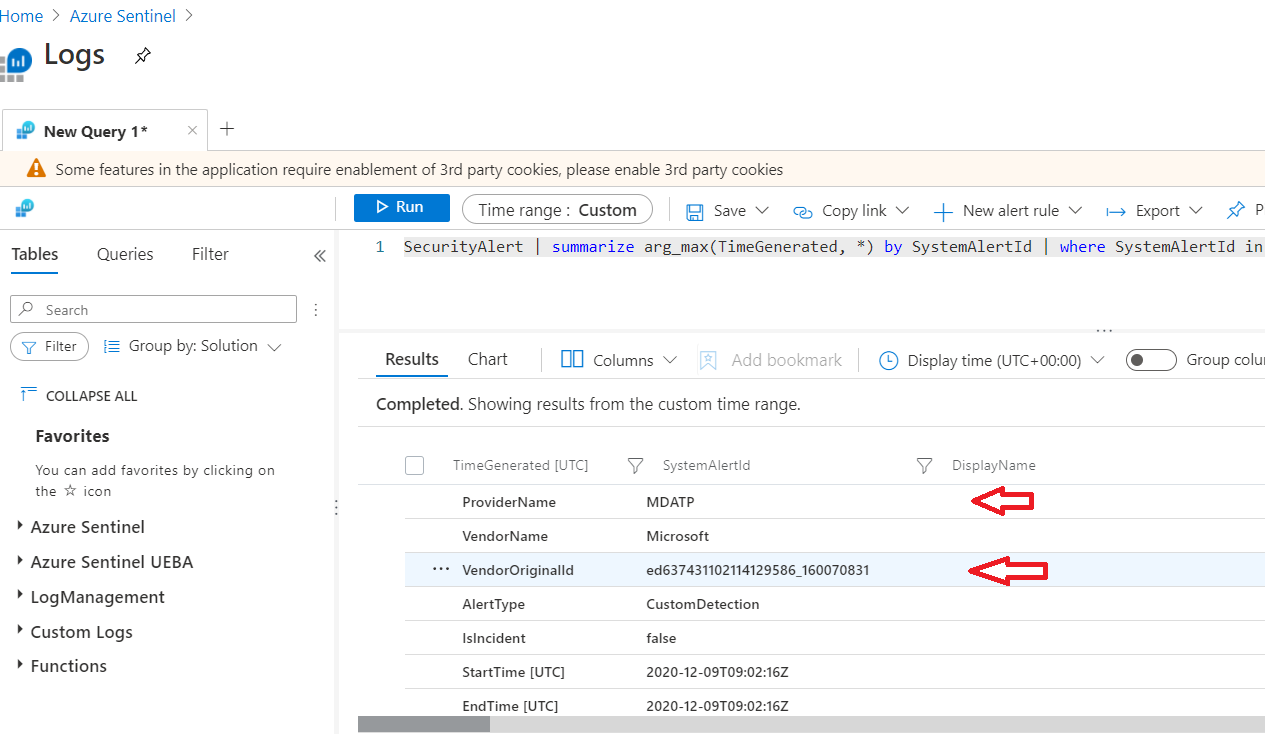 Home > Azure Sentinel >
Logs
New Query 1*
Some features in the application require enablement of 3rd party cookies, please enable 3rd party cookies
Run Time range : Custom Save Copy link New alert rule Export P
Tables Queries Filter
1 SecurityAlert | summarize arg_max(TimeGenerated, *) by SystemAlertId | where SystemAlertId in
Search
Filter Group by: Solution
COLLAPSE ALL
Favorites
You can add favorites by clicking on
the ☆ icon
Azure Sentinel
Azure Sentinel UEBA
LogManagement
Custom Logs
Functions
Results Chart Columns Add bookmark Display time (UTC+00:00) Group colu
Completed. Showing results from the custom time range.
TimeGenerated [UTC] SystemAlertId DisplayName
ProviderName MDATP
VendorName Microsoft
VendorOriginalId ed637431102114129586_160070831
AlertType CustomDetection
IsIncident false
StartTime [UTC] 2020-12-09T09:02:16Z
EndTime [UTC] 2020-12-09T09:02:16Z